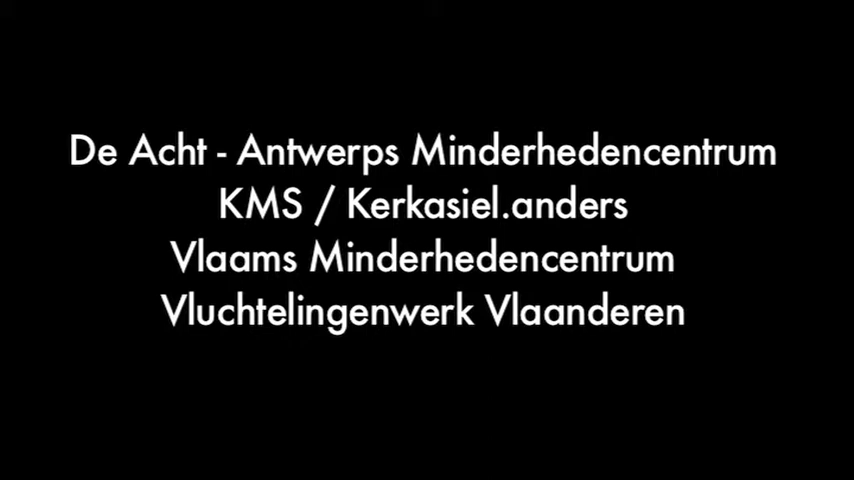 De Acht - Antwerps Minderhedencentrum
KMS / Kerkasiel.anders
Vlaams Minderhedencentrum
Vluchtelingenwerk Vlaanderen